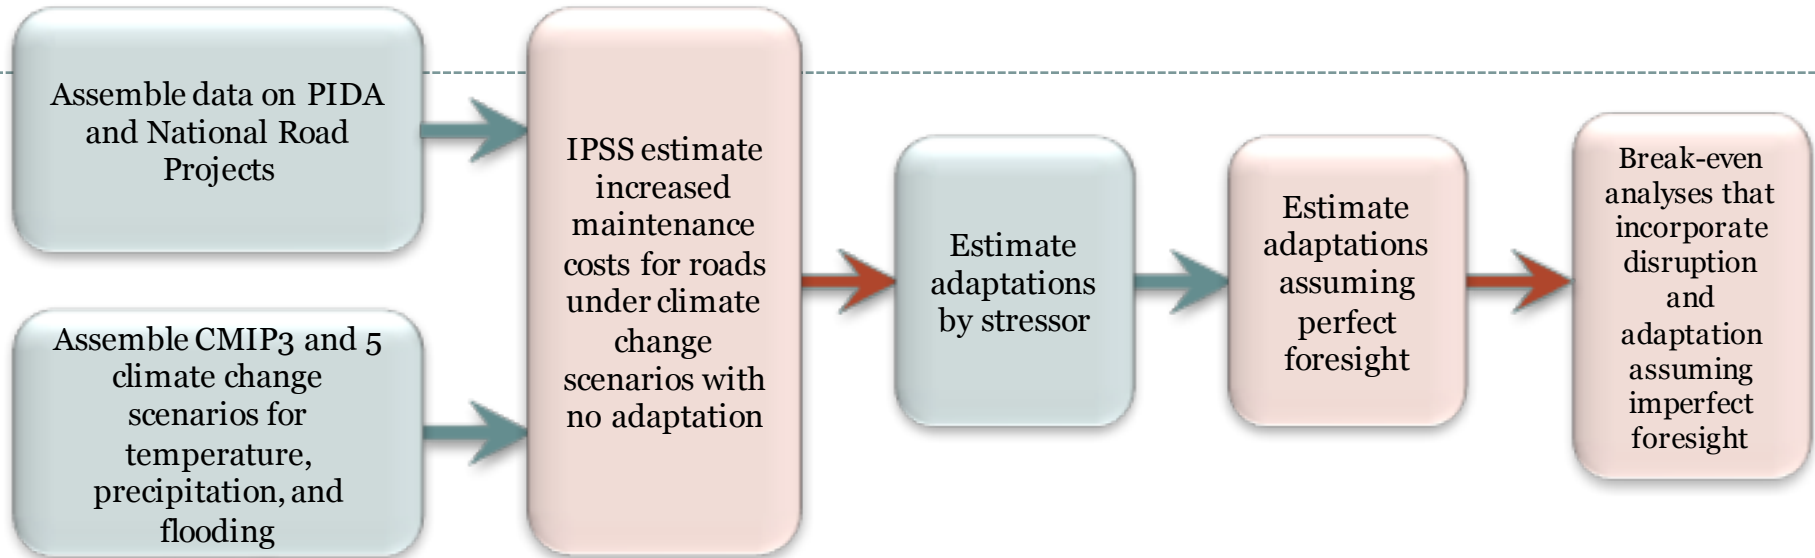 Assemble data on PIDA
and National Road
Projects
Assemble CMIP3 and 5
climate change
scenarios for
temperature,
precipitation, and
flooding
IPSS estimate
increased
maintenance
costs for roads
under climate
change
scenarios with
no adaptation
Estimate
adaptations
by stressor
Estimate
adaptations
assuming
perfect
foresight
Break-even
analyses that
incorporate
disruption
and
adaptation
assuming
imperfect
foresight